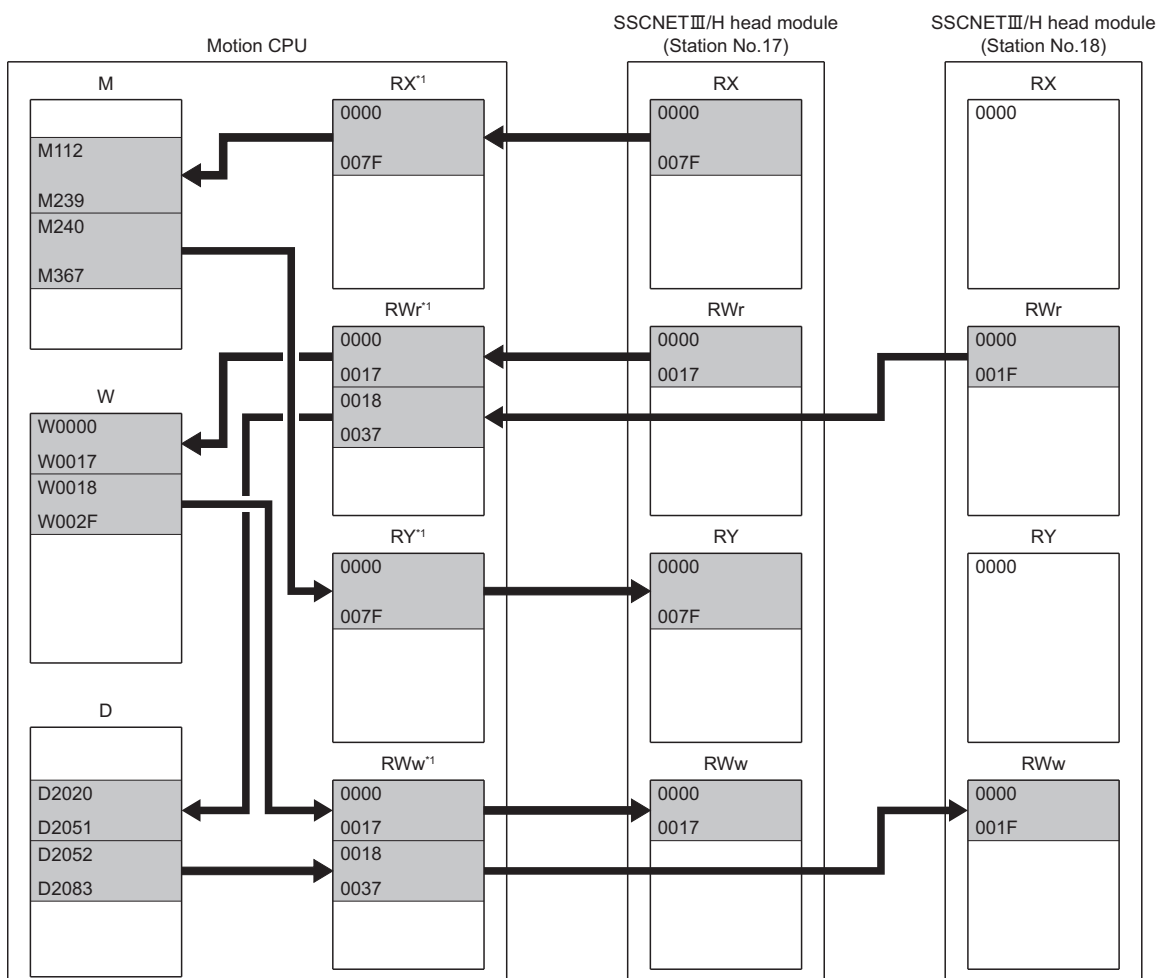 Motion CPU
SSCNETⅢ/H head module
(Station No.17)
SSCNETⅢ/H head module
(Station No.18)
M
M112
M239
M240
M367
W
W0000
W0017
W0018
W002F
D
D2020
D2051
D2052
D2083
RX*1
0000
007F
RWr*1
0000
0017
0018
0037
RY*1
0000
007F
RWw*1
0000
0017
0018
0037
RX
0000
007F
RWr
0000
0017
RY
0000
007F
RWw
0000
0017
RX
0000
RWr
0000
001F
RY
0000
RWw
0000
001F